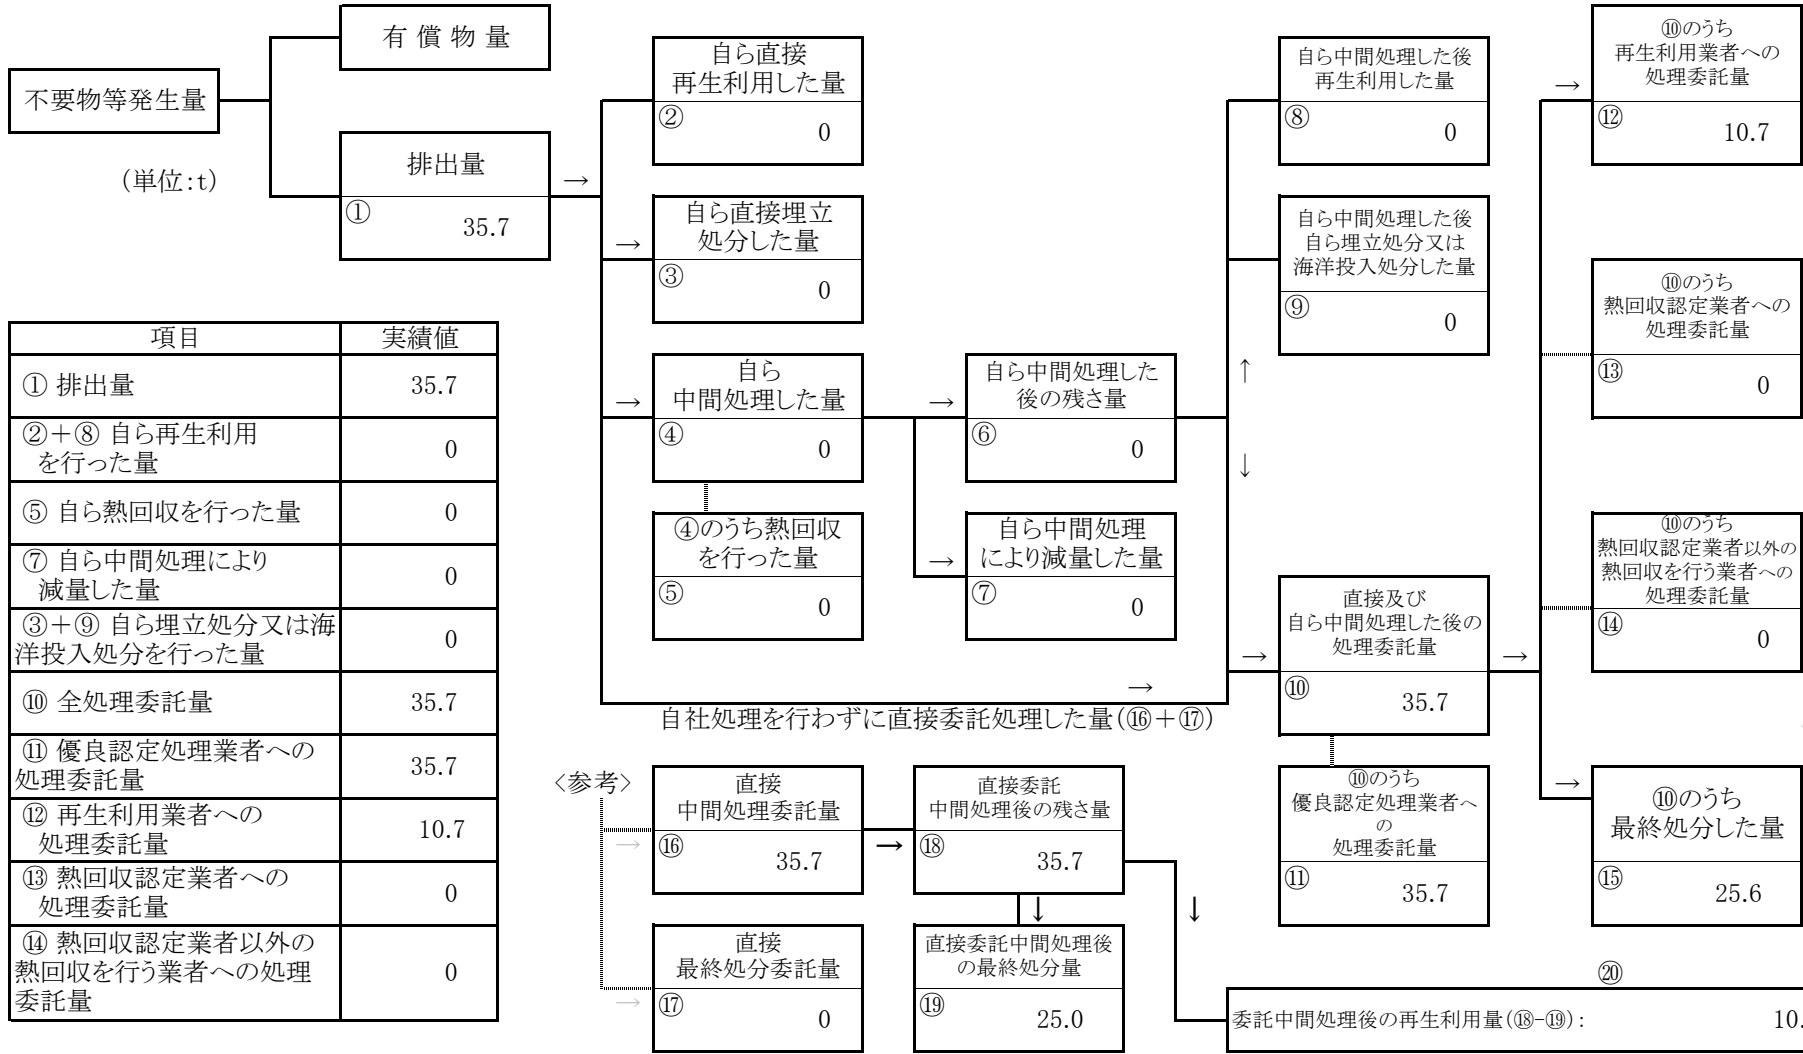 有 償 物 量
不要物等発生量
(単位:t)
排出量
①
35.7
→
自ら直接
再生利用した量
②
0
→
自ら直接埋立
処分した量
③
0
→
自ら
中間処理した量
④
0
④のうち熱回収
を行った量
⑤
0
→
自ら中間処理した
後の残さ量
⑥
0
→
自ら中間処理
により減量した量
⑦
0
↑
↓
自ら中間処理した後
再生利用した量
⑧
0
自ら中間処理した後
自ら埋立処分又は
海洋投入処分した量
⑨
0
→
自社処理を行わずに直接委託処理した量(⑯+⑰)
→
直接及び
自ら中間処理した後の
処理委託量
⑩
35.7
⑩のうち
優良認定処理業者へ
の
処理委託量
⑪
35.7
→
→
⑩のうち
再生利用業者への
処理委託量
⑫
10.7
⑩のうち
熱回収認定業者への
処理委託量
⑬
0
⑩のうち
熱回収認定業者以外の
熱回収を行う業者への
処理委託量
⑭
0
→
⑩のうち
最終処分した量
⑮
25.6
項目 実績値
① 排出量 35.7
②+⑧ 自ら再生利用
を行った量 0
⑤ 自ら熱回収を行った量 0
⑦ 自ら中間処理により
減量した量 0
③+⑨ 自ら埋立処分又は海
洋投入処分を行った量 0
⑩ 全処理委託量 35.7
⑪ 優良認定処理業者への
処理委託量 35.7
⑫ 再生利用業者への
処理委託量 10.7
⑬ 熱回収認定業者への
処理委託量 0
⑭ 熱回収認定業者以外の
熱回収を行う業者への処理
委託量 0
〈参考〉
→
直接
中間処理委託量
⑯
35.7
→
直接委託
中間処理後の残さ量
⑱
35.7
↓
↓
→
直接
最終処分委託量
⑰
0
直接委託中間処理後
の最終処分量
⑲
25.0
⑳
委託中間処理後の再生利用量(⑱-⑲): 10.